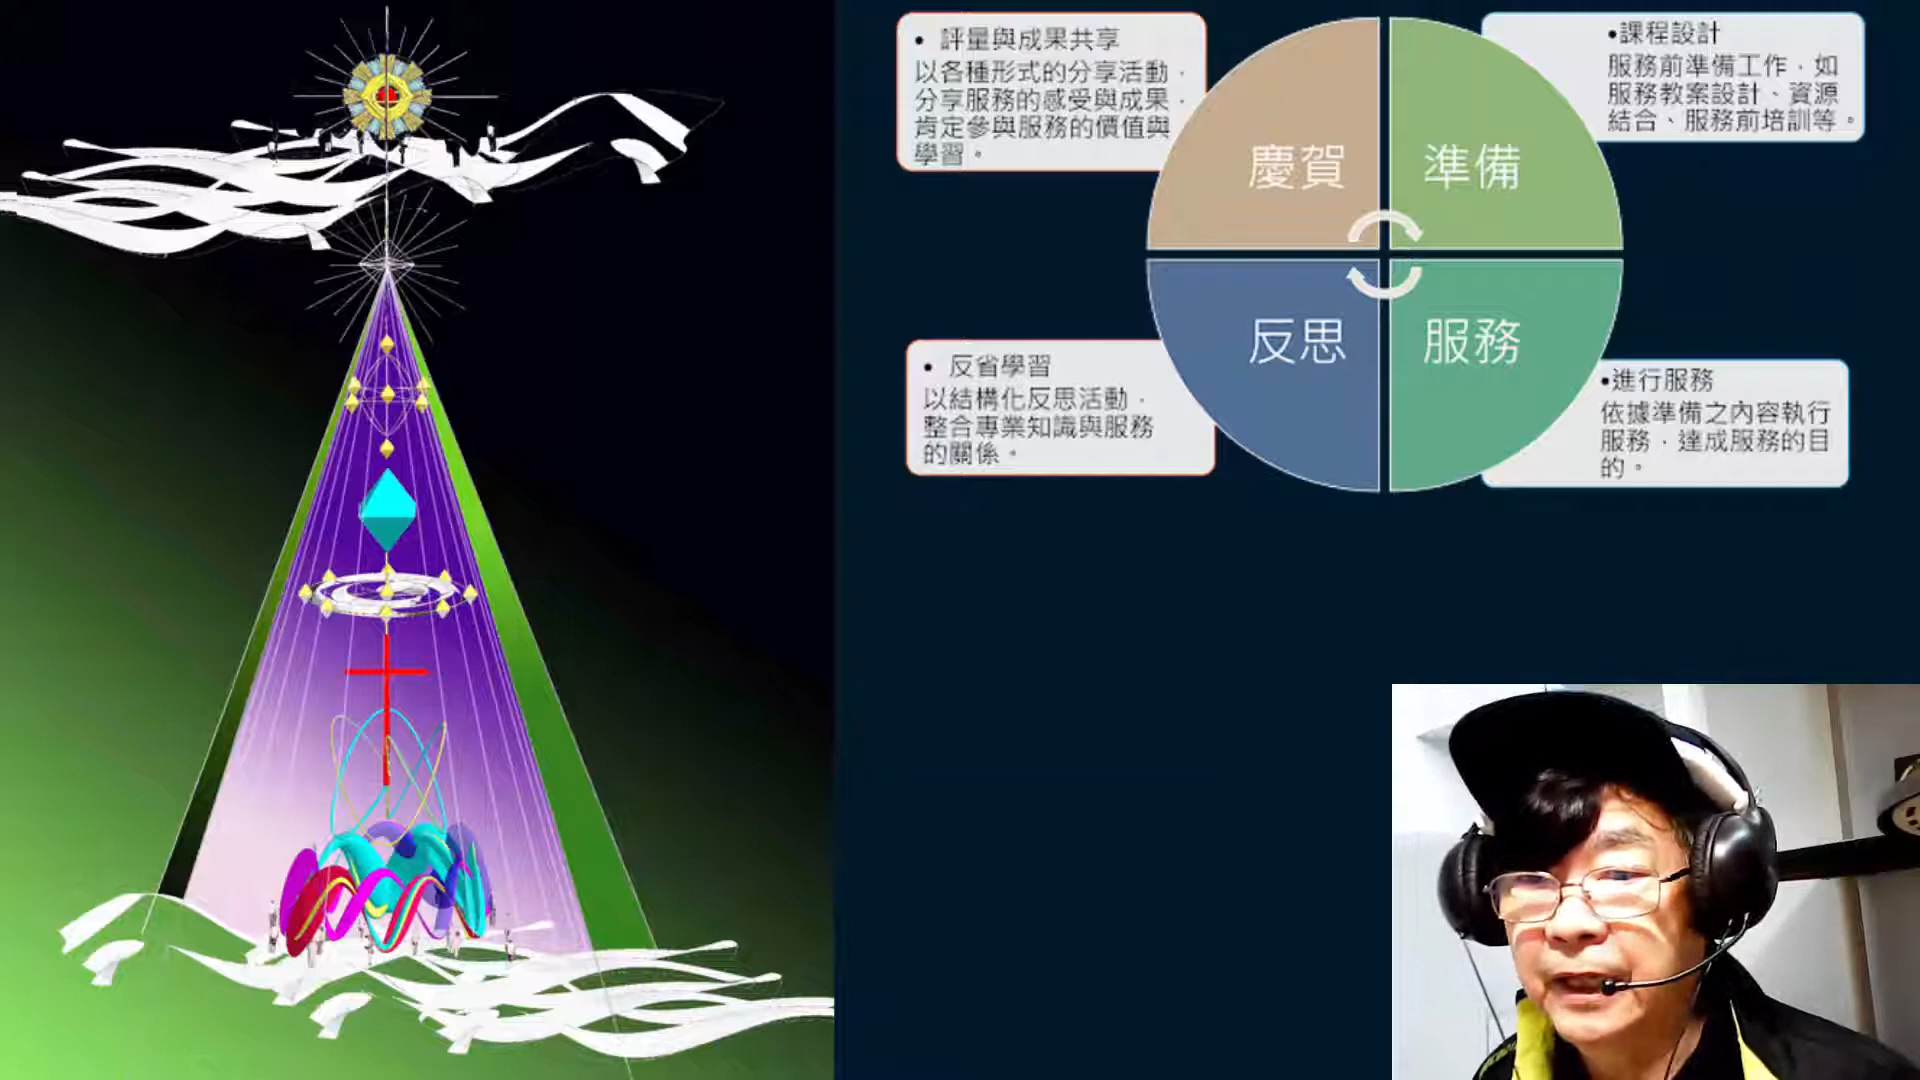 • 評量與成果共享
以各種形式的分享活動，
分享服務的感受與成果，
肯定參與服務的價值與
學習。
•課程設計
服務前準備工作，如
服務教案設計、資源
結合、服務前培訓等。
慶賀
準備
反思
服務
• 反省學習
以結構化反思活動，
整合專業知識與服務
的關係。
•進行服務
依據準備之內容執行
服務，達成服務的目
的。